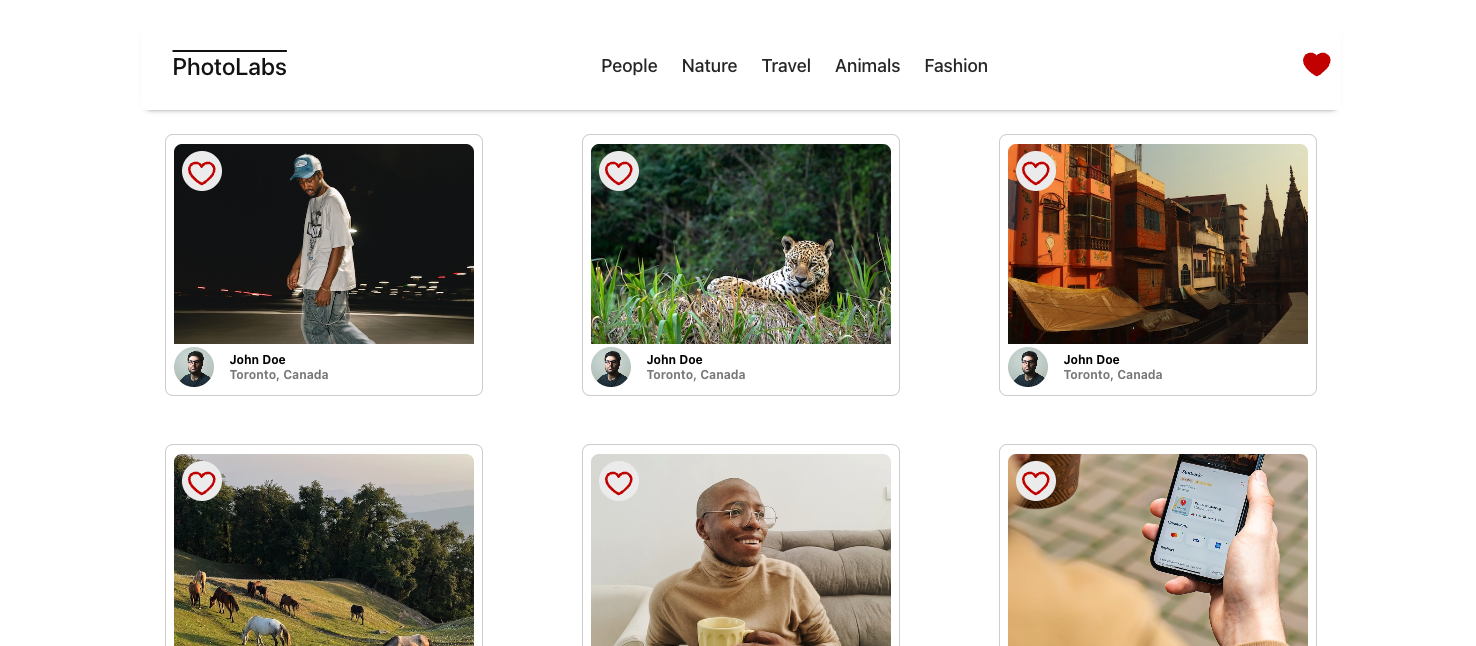 PhotoLabs
People Nature Travel Animals Fashion
John Doe
Toronto, Canada
John Doe
Toronto, Canada
John Doe
Toronto, Canada